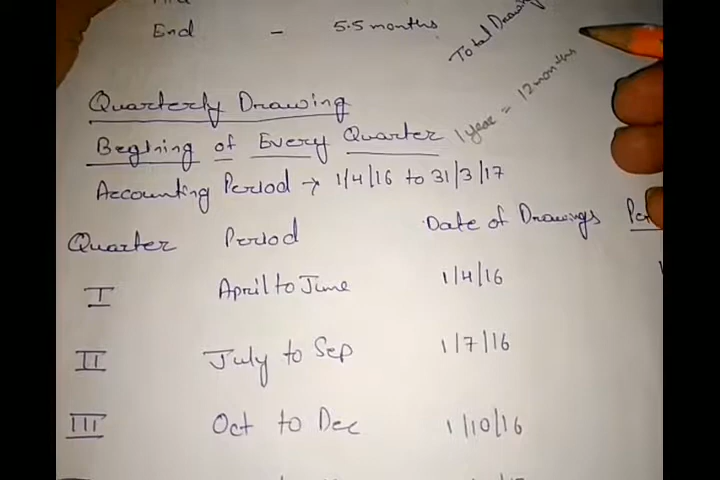 End - 5.5 months
Total Drawing
1 year = 12 months
Quarterly Drawing
Begining of Every Quarter
Accounting Period → 1/4/16 to 31/3/17
Quarter Period Date of Drawings
I April to June 1/4/16
II July to Sep 1/7/16
III Oct to Dec 1/10/16